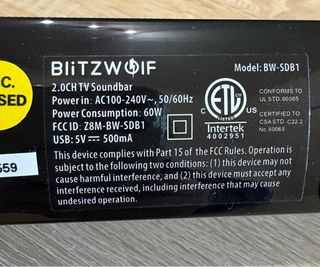 BLITZWOLF
Model: BW-SDB1
2.0CH TV Soundbar
Power in: AC100-240V~, 50/60Hz
Power Consumption: 60W
FCC ID: Z8M-BW-SDB1
USB: 5V⎓ 500mA
ETL
CM
LISTED
US
Intertek
4002951
CONFORMS TO
UL STD. 60065
CERTIFIED TO
CSA STD. C22.2
No 60065
This device complies with Part 15 of the FCC Rules. Operation is
subject to the following two conditions: (1) this device may not
cause harmful interference, and (2) this device must accept any
interference received, including interference that may cause
undesired operation.
C.
SED
559